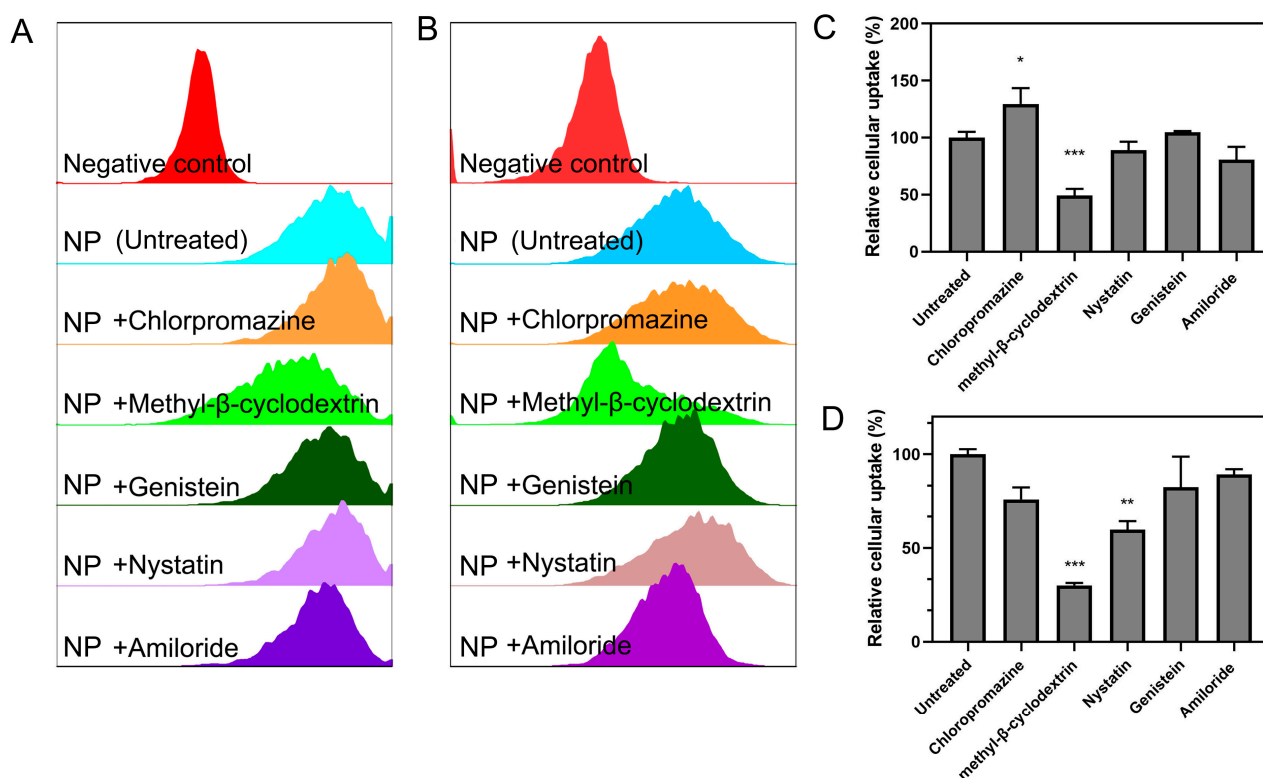 A
Negative control
NP (Untreated)
NP +Chlorpromazine
NP +Methyl-β-cyclodextrin
NP +Genistein
NP +Nystatin
NP +Amiloride
B
Negative control
NP (Untreated)
NP +Chlorpromazine
NP +Methyl-β-cyclodextrin
NP +Genistein
NP +Nystatin
NP +Amiloride
C
Relative cellular uptake (%)
200
150
100
50
0
*
***
Untreated
Chloropromazine
methyl-β-cyclodextrin
Nystatin
Genistein
Amiloride
D
Relative cellular uptake (%)
100
50
0
***
**
Untreated
Chloropromazine
methyl-β-cyclodextrin
Nystatin
Genistein
Amiloride